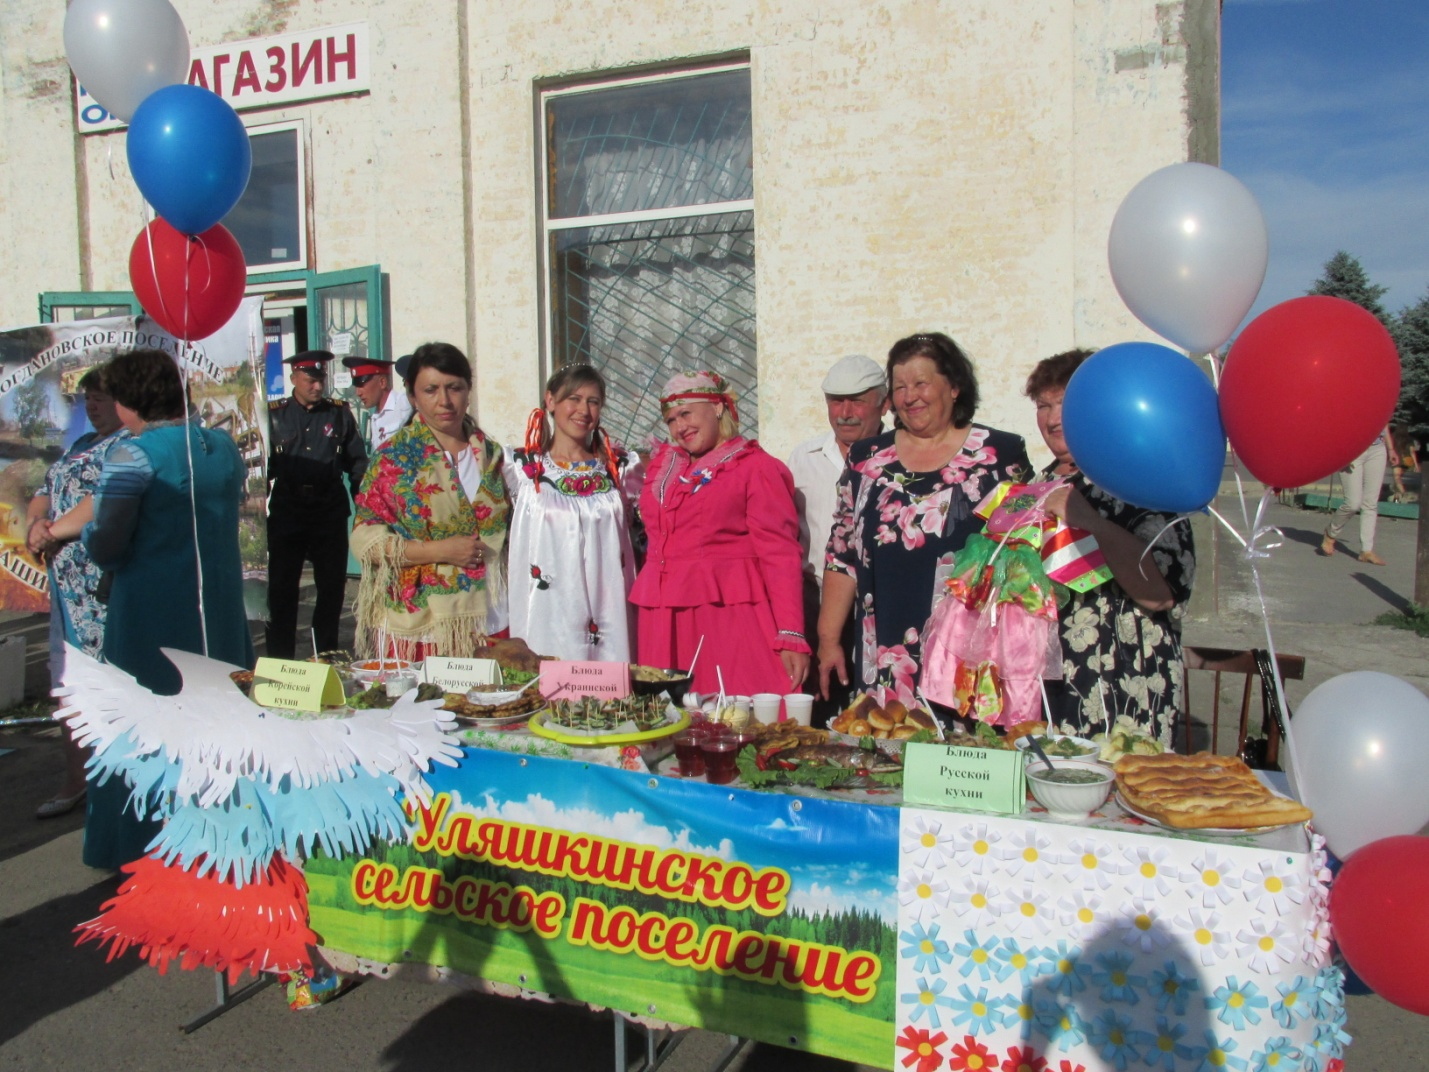 АГАЗИН
ОГДАНОВСКОЕ ПОСЕЛЕНИЕ
Блюда
Корейской
кухни
Блюда
Белорусской
Блюда
Украинской
Блюда
Русской
кухни
Уляшкинское
сельское поселение